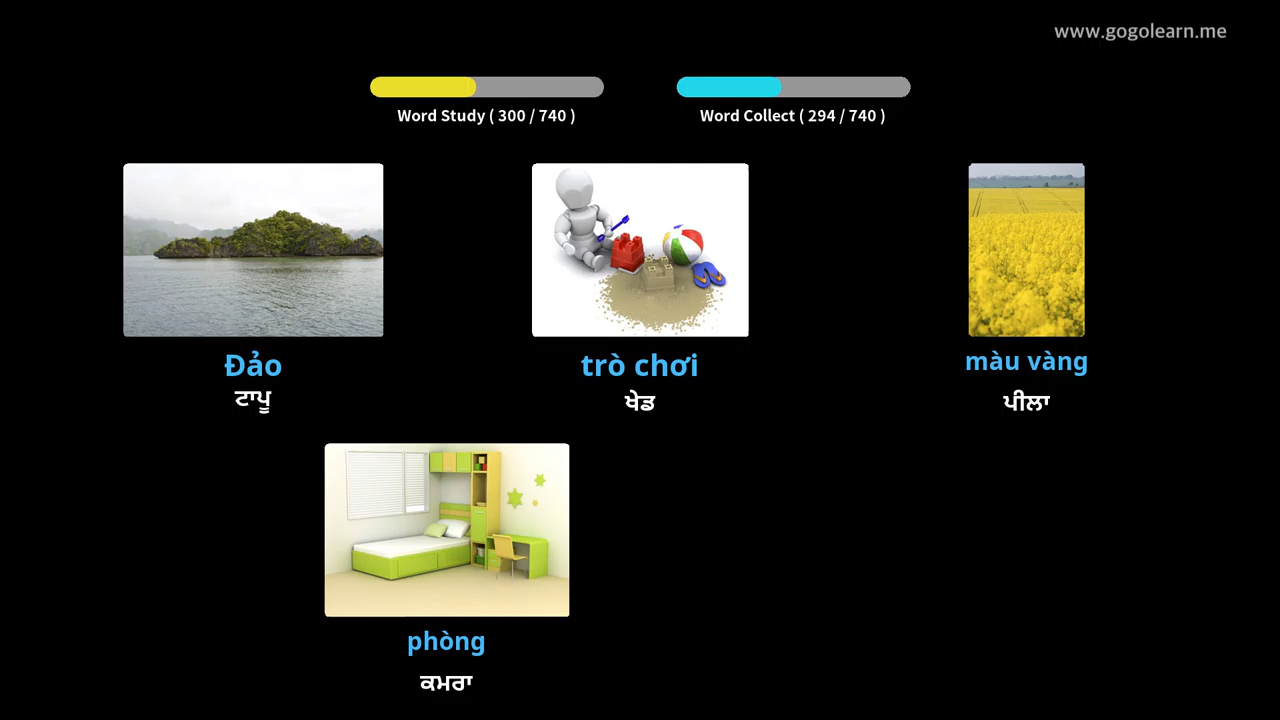 www.gogolearn.me
Word Study ( 300 / 740 )
Word Collect ( 294 / 740 )
Đảo
ਟਾਪੂ
trò chơi
ਖੇਡ
màu vàng
ਪੀਲਾ
phòng
ਕਮਰਾ